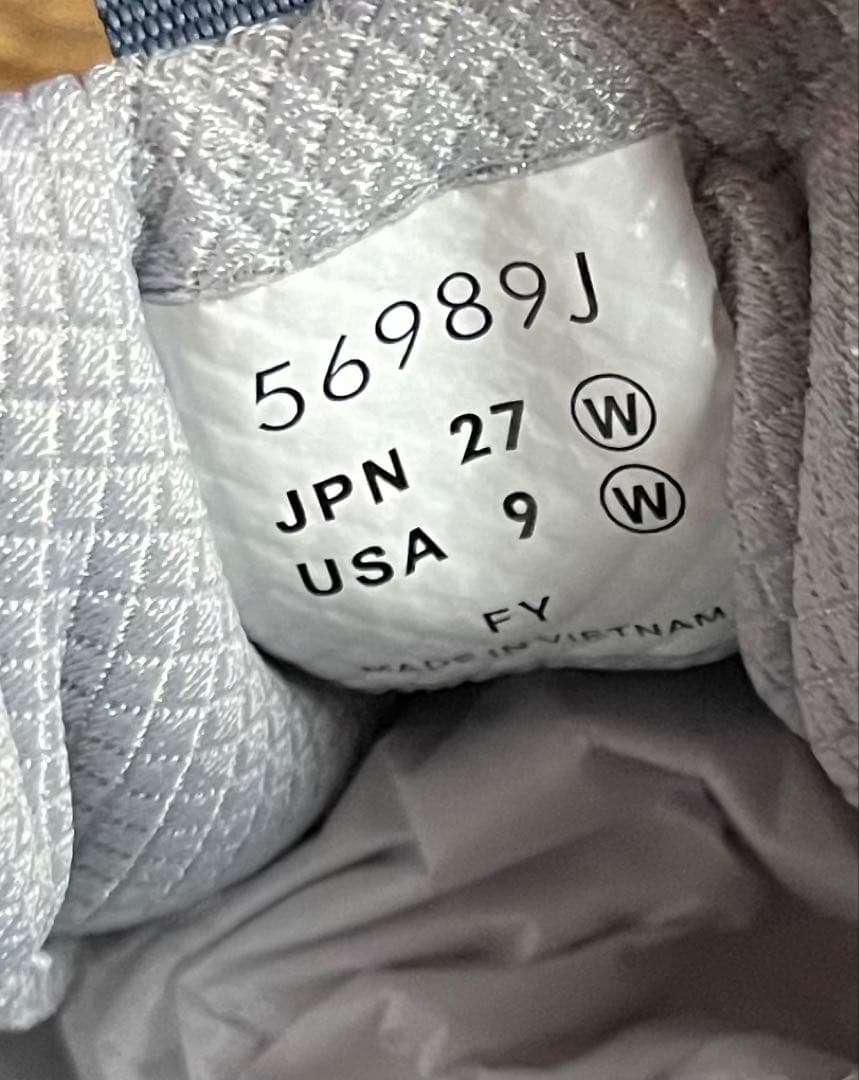 56989J
JPN 27 W
USA 9 W
FY
MADE IN VIETNAM